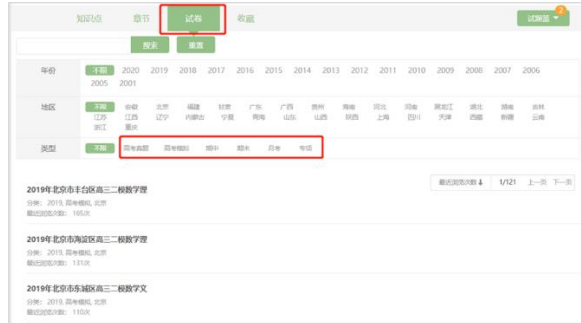 知识点 章节 试卷 收藏 试题篮 2
搜索 重置
年份 不限 2020 2019 2018 2017 2016 2015 2014 2013 2012 2011 2010 2009 2008 2007 2006
2005 2001
地区 不限 安徽 北京 福建 甘肃 广东 广西 贵州 海南 河北 河南 黑龙江 湖北 湖南 吉林
江苏 江西 辽宁 内蒙古 宁夏 青海 山东 山西 陕西 上海 四川 天津 西藏 新疆 云南
浙江 重庆
类型 不限 高考真题 高考模拟 期中 期末 月考 专项
最近浏览次数 1/121 上一页 下一页
2019年北京市丰台区高三二模数学理
分类： 2019, 高考模拟, 北京
最近浏览次数： 165次
2019年北京市海淀区高三二模数学理
分类： 2019, 高考模拟, 北京
最近浏览次数： 131次
2019年北京市东城区高三二模数学文
分类： 2019, 高考模拟, 北京
最近浏览次数： 110次